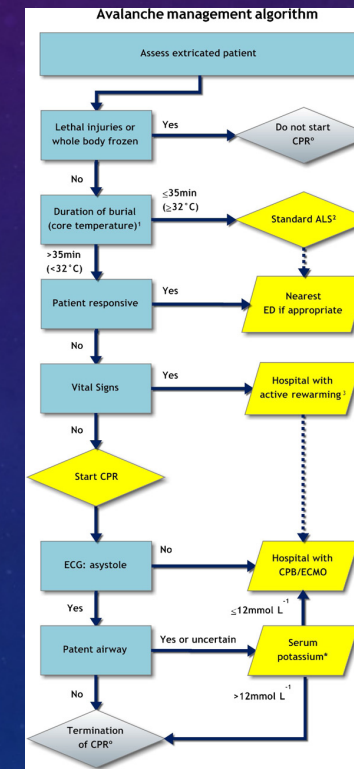 Avalanche management algorithm
Assess extricated patient
Lethal injuries or
whole body frozen
Yes
Do not start
CPRº
No
Duration of burial
(core temperature)¹
≤35min
(≥32˚C)
Standard ALS²
>35min
(<32˚C)
Patient responsive
Yes
Nearest
ED if appropriate
No
Vital Signs
Yes
Hospital with
active rewarming³
No
Start CPR
ECG: asystole
No
Hospital with
CPB/ECMO
Yes
≤12mmol L⁻¹
Patent airway
Yes or uncertain
Serum
potassium*
No
>12mmol L⁻¹
Termination
of CPRº